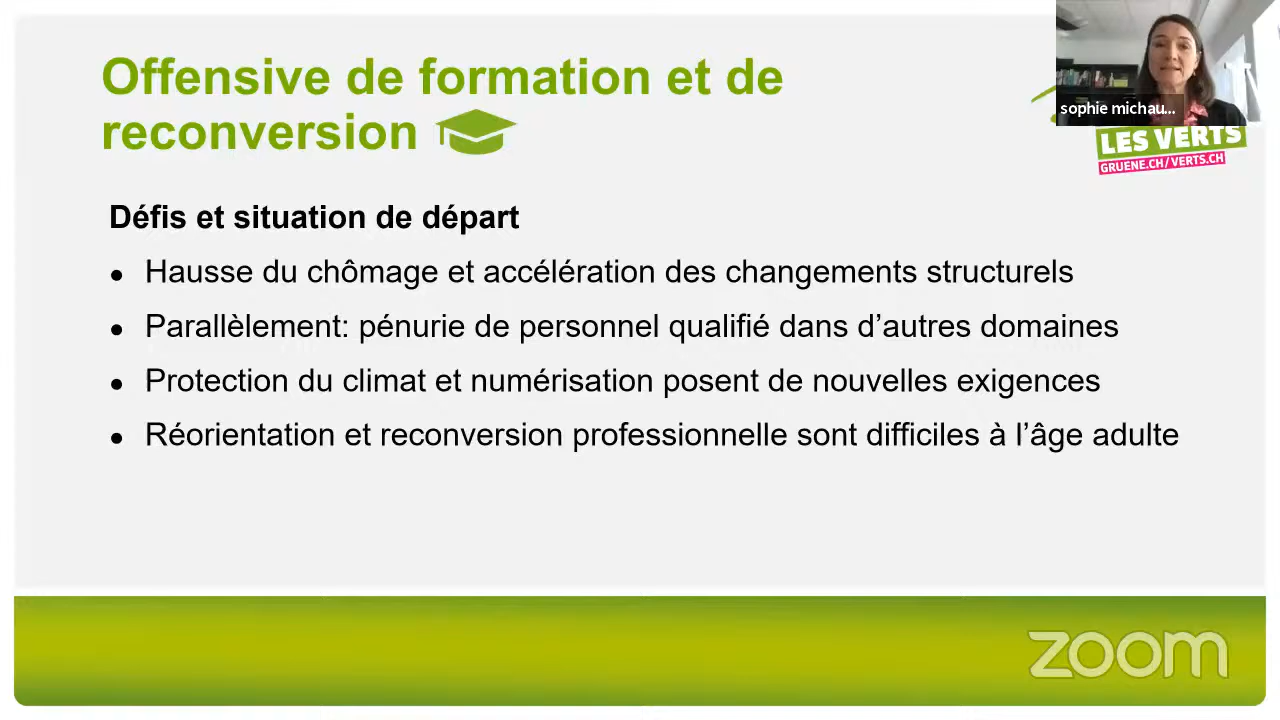 Offensive de formation et de
reconversion
sophie michau...
LES VERTS
GRUENE.CH/VERTS.CH
Défis et situation de départ
● Hausse du chômage et accélération des changements structurels
● Parallèlement: pénurie de personnel qualifié dans d’autres domaines
● Protection du climat et numérisation posent de nouvelles exigences
● Réorientation et reconversion professionnelle sont difficiles à l’âge adulte
zoom